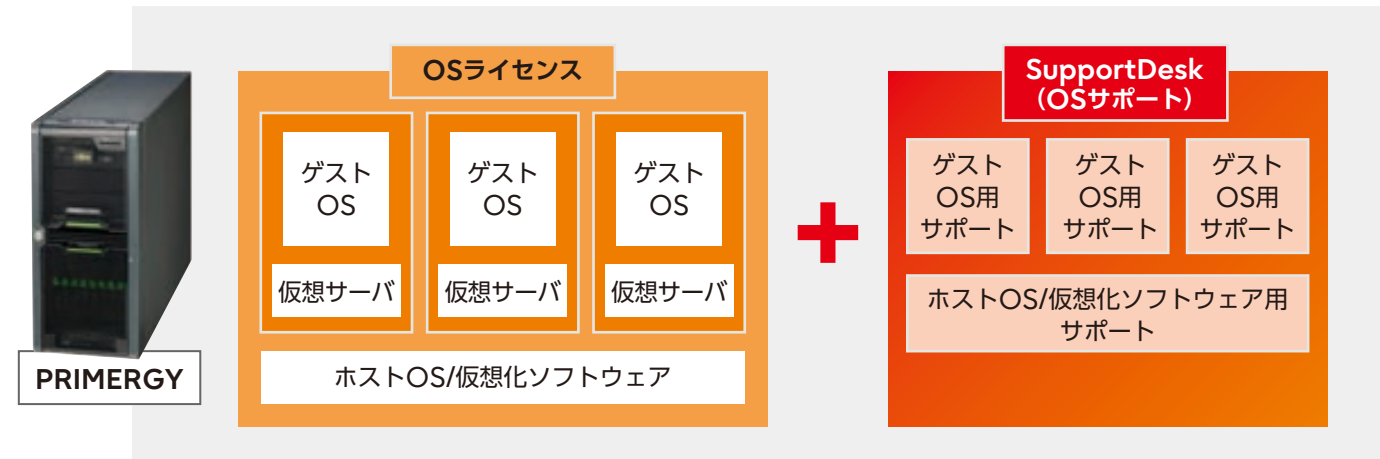 PRIMERGY
OSライセンス
ゲスト
OS
仮想サーバ
ゲスト
OS
仮想サーバ
ゲスト
OS
仮想サーバ
ホストOS/仮想化ソフトウェア
SupportDesk
（OSサポート）
ゲスト
OS用
サポート
ゲスト
OS用
サポート
ゲスト
OS用
サポート
ホストOS/仮想化ソフトウェア用
サポート